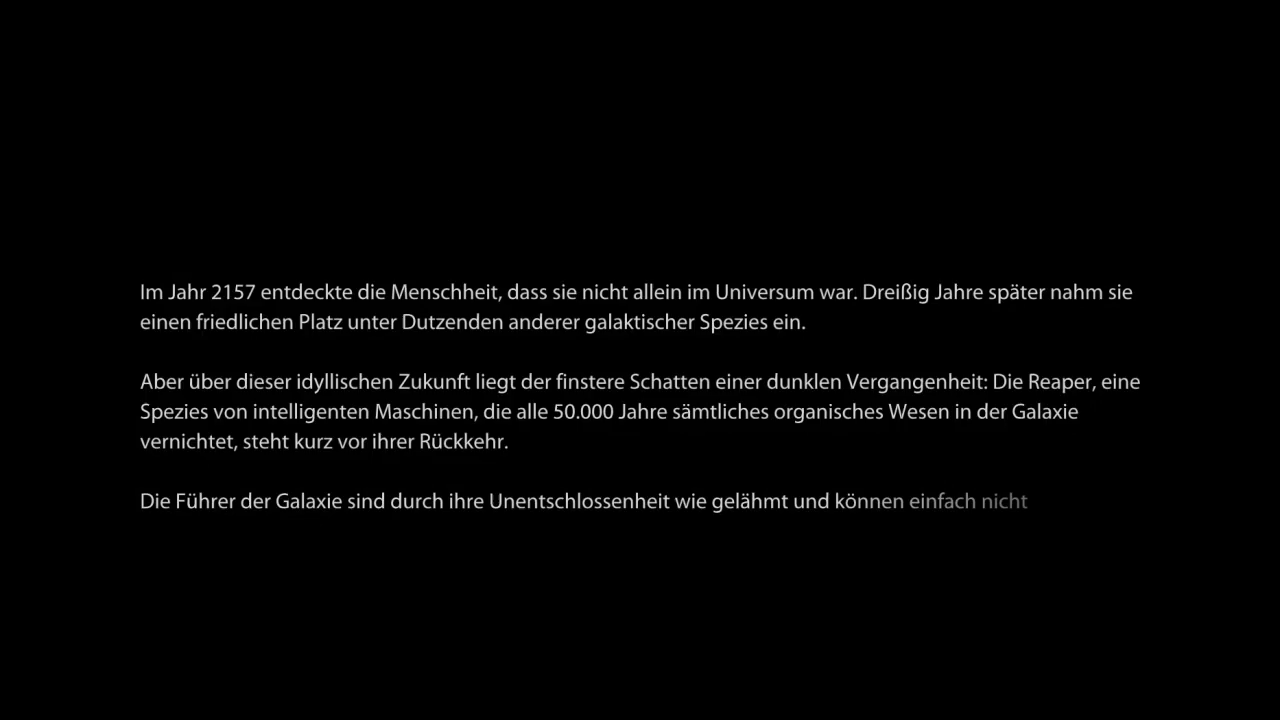 Im Jahr 2157 entdeckte die Menschheit, dass sie nicht allein im Universum war. Dreißig Jahre später nahm sie
einen friedlichen Platz unter Dutzenden anderer galaktischer Spezies ein.
Aber über dieser idyllischen Zukunft liegt der finstere Schatten einer dunklen Vergangenheit: Die Reaper, eine
Spezies von intelligenten Maschinen, die alle 50.000 Jahre sämtliches organisches Wesen in der Galaxie
vernichtet, steht kurz vor ihrer Rückkehr.
Die Führer der Galaxie sind durch ihre Unentschlossenheit wie gelähmt und können einfach nicht